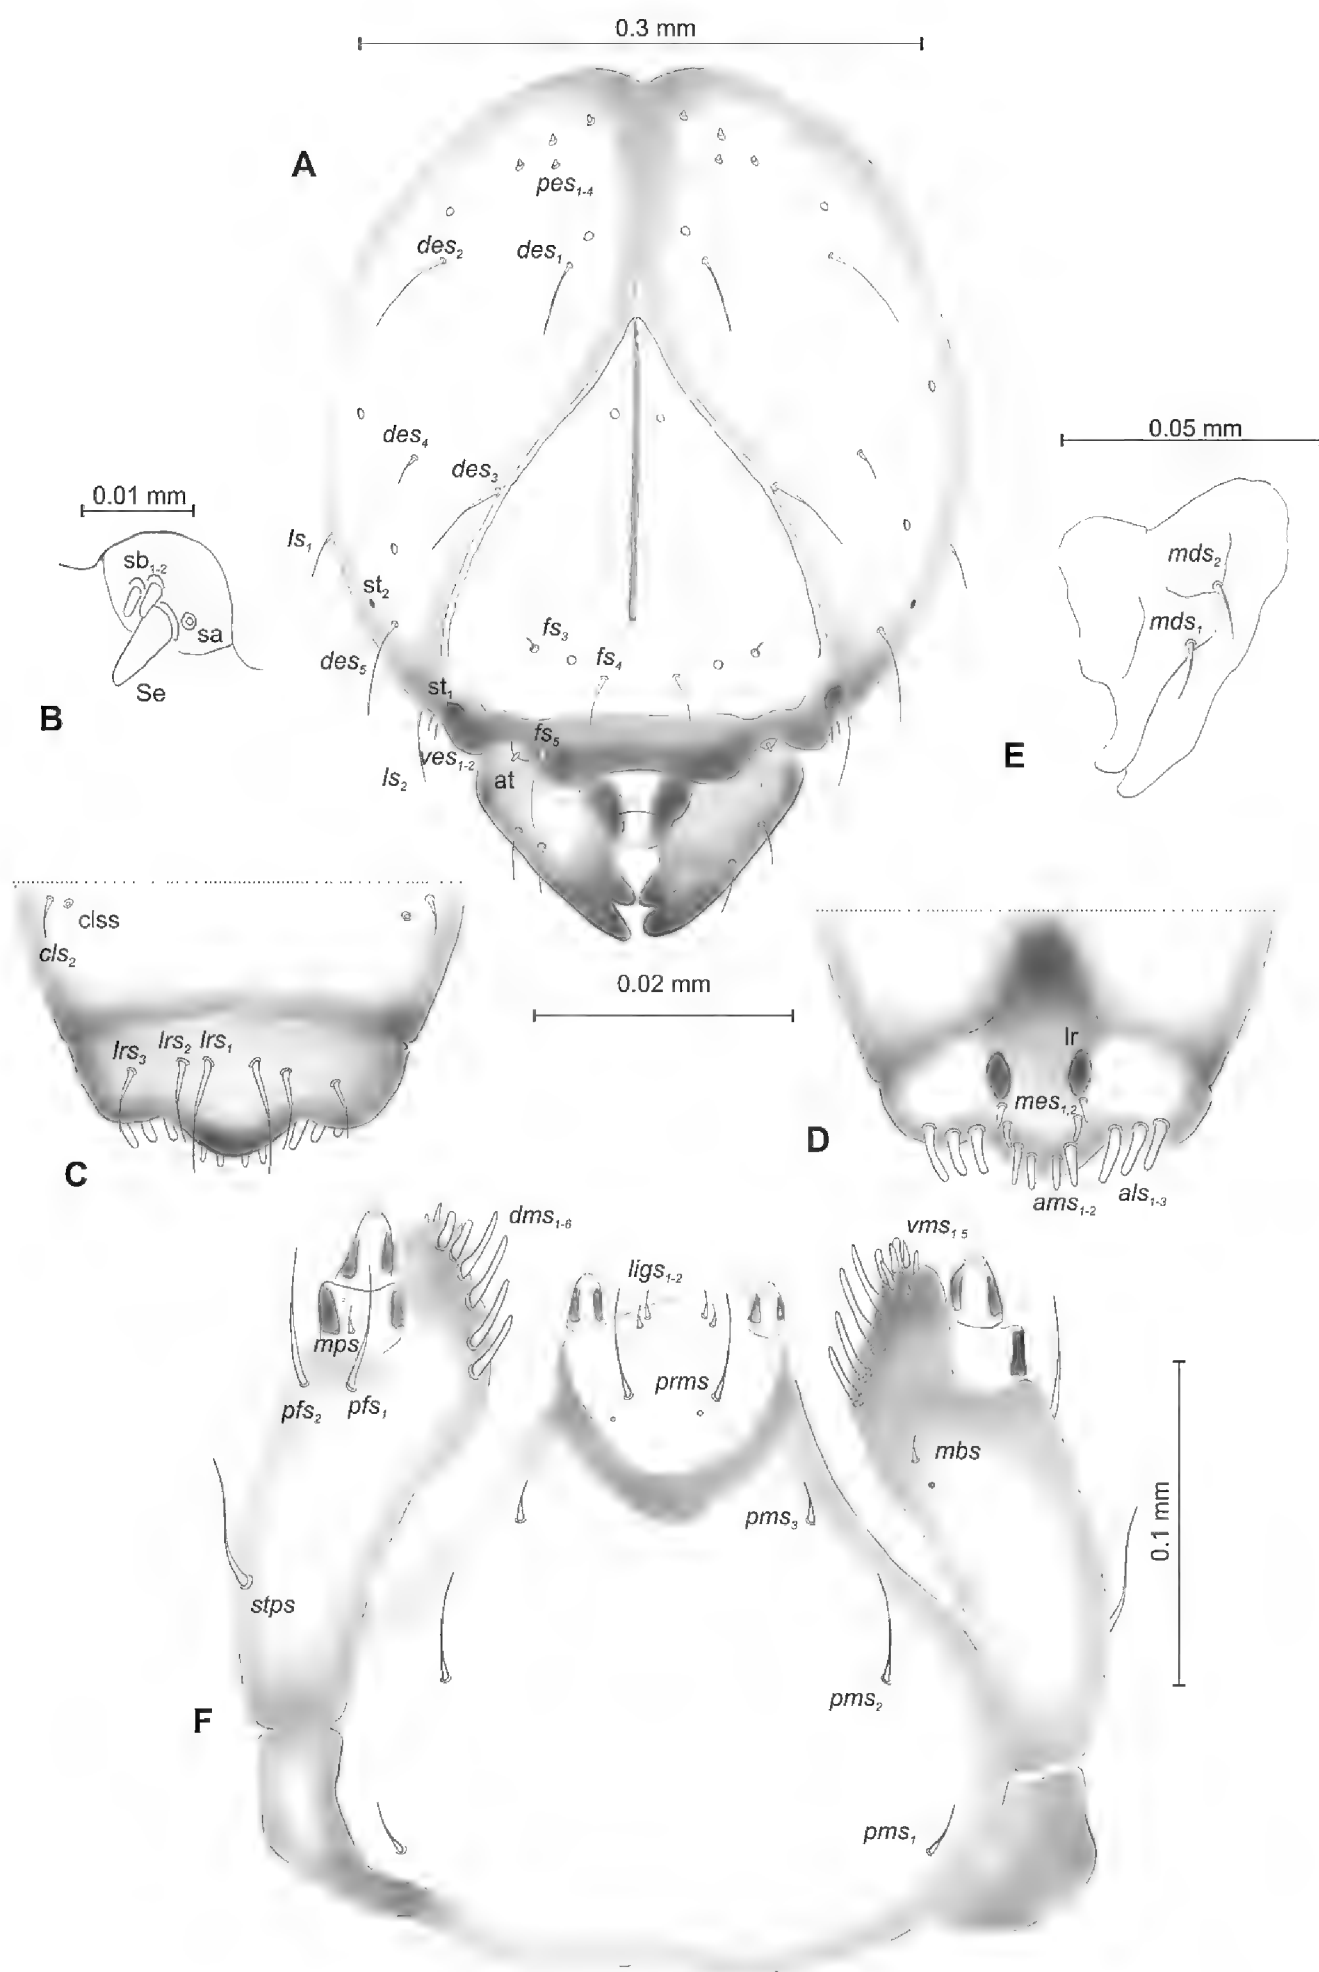 0.3 mm
A
pes₁₋₄
des₂
des₁
des₄
des₃
0.05 mm
0.01 mm
ls₁
sb₁₋₂
st₂
sa
Se
B
des₅
fs₃
fs₄
st₁
fs₅
ves₁₋₂
ls₂
at
mds₂
mds₁
E
clss
cls₂
0.02 mm
lrs₃
lrs₂
lrs₁
C
lr
mes₁,₂
D
ams₁₋₂
als₁₋₃
dms₁₋₆
ligs₁₋₂
vms₁ ₅
mps
prms
pfs₂
pfs₁
mbs
pms₃
0.1 mm
stps
pms₂
F
pms₁